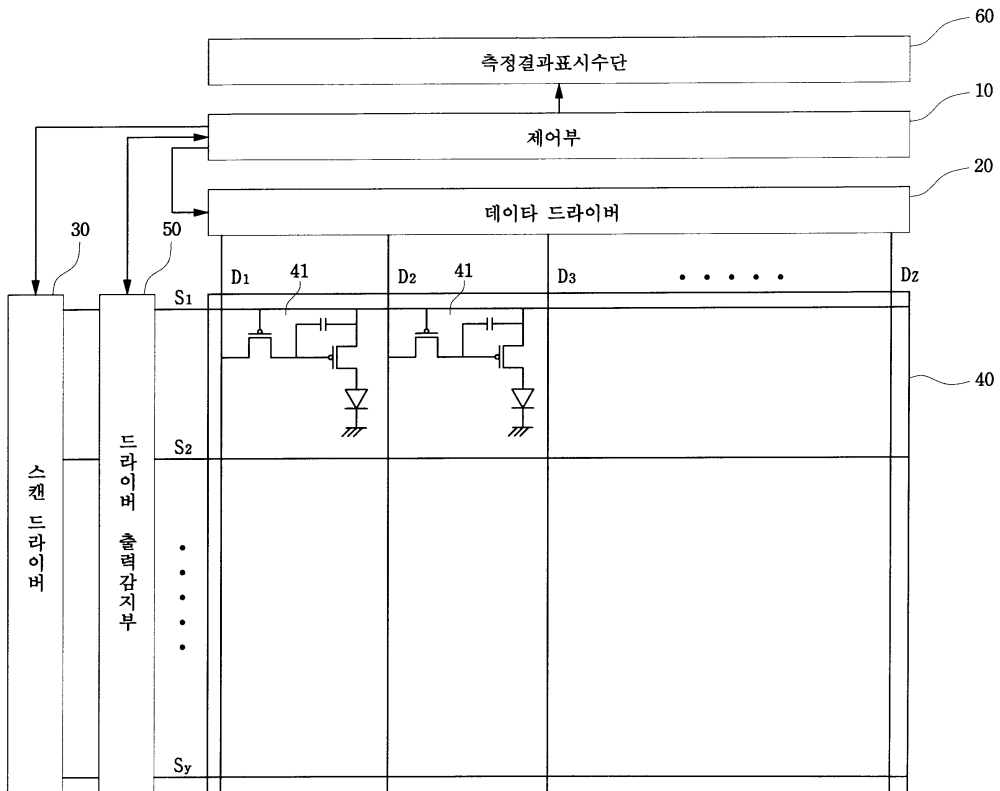 60
측정결과표시수단
10
제어부
20
데이타 드라이버
30
50
D1
41
D2
41
D3
DZ
S1
40
S2
스캔 드라이버
드라이버 출력감지부
Sy